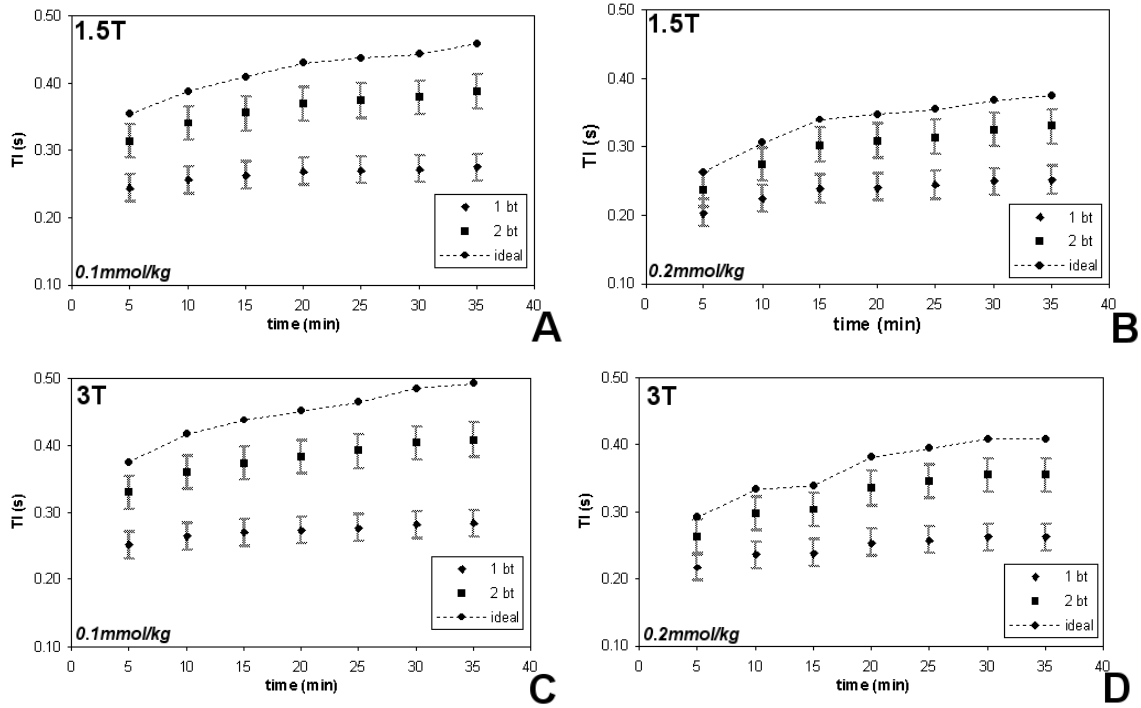 1.5T
0.50
0.40
0.30
0.20
0.10
TI (s)
0.1mmol/kg
1 bt
2 bt
ideal
0 5 10 15 20 25 30 35 40
time (min)
A
1.5T
0.50
0.40
0.30
0.20
0.10
TI (s)
0.2mmol/kg
1 bt
2 bt
ideal
0 5 10 15 20 25 30 35 40
time (min)
B
3T
0.50
0.40
0.30
0.20
0.10
TI (s)
0.1mmol/kg
1 bt
2 bt
ideal
0 5 10 15 20 25 30 35 40
time (min)
C
3T
0.50
0.40
0.30
0.20
0.10
TI (s)
0.2mmol/kg
1 bt
2 bt
ideal
0 5 10 15 20 25 30 35 40
time (min)
D